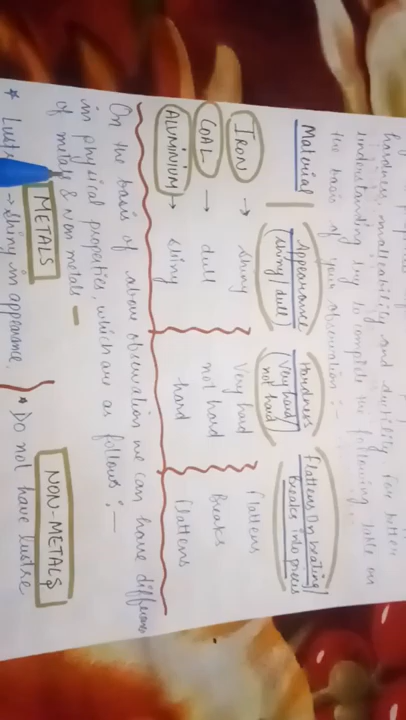 hardness, malleability and ductility. For better
understanding try to complete the following table on
the basis of your observation :-
Material | Appearance (shiny/dull) | Hardness (Very hard/ not hard) | Flattens On beating/ Breaks into pieces
IRON → shiny Very hard flattens
COAL → dull not hard Breaks
ALUMINIUM → shiny hard flattens
On the basis of above observation we can have differen
in physical properties, which are as follows :-
of metals & Non metals -
METALS NON-METALS
* Lust → shiny in appearance. * Do not have lustre